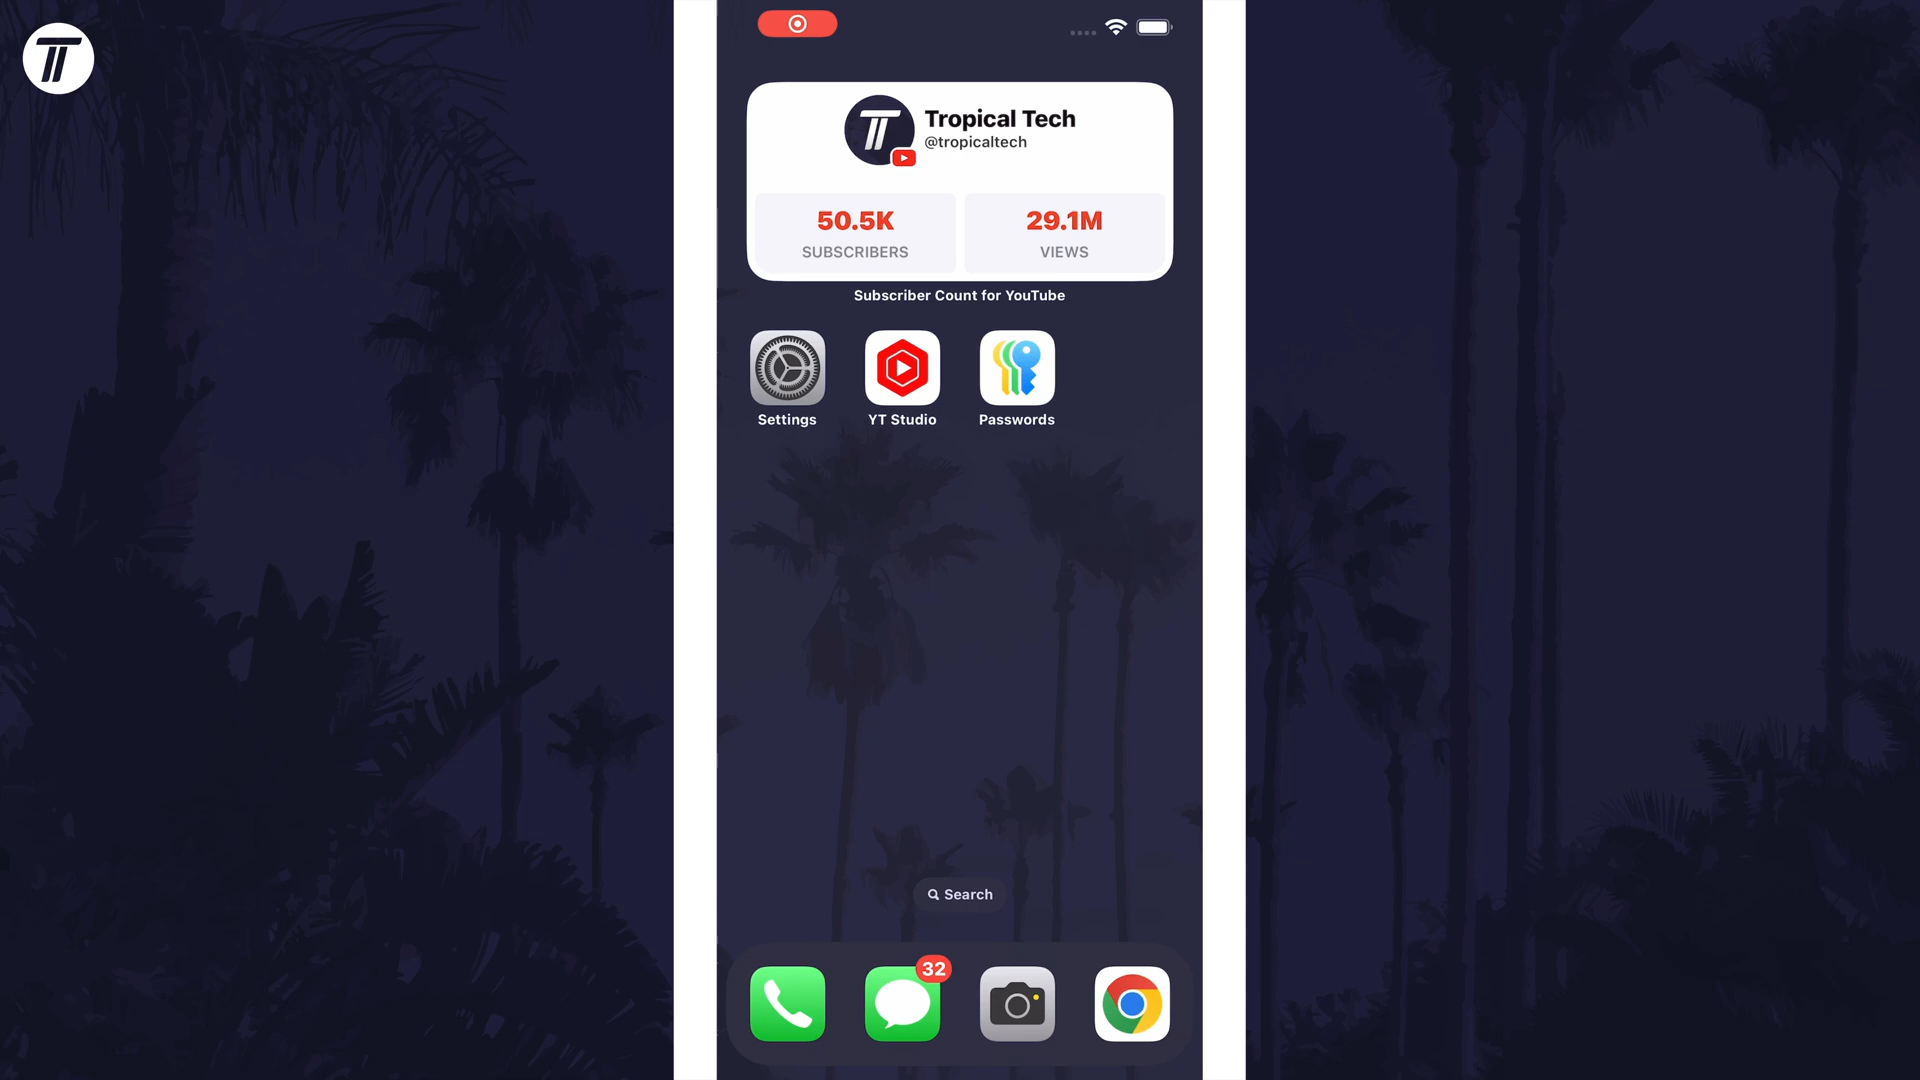 Tropical Tech
@tropicaltech
50.5K
SUBSCRIBERS
29.1M
VIEWS
Subscriber Count for YouTube
Settings
YT Studio
Passwords
Search
32